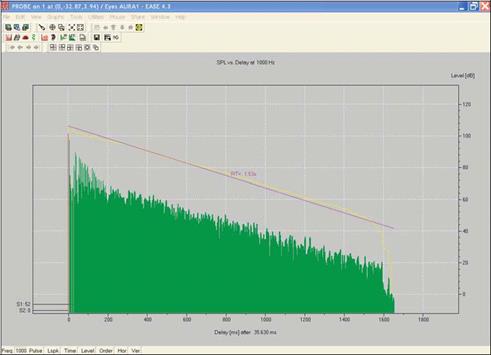 PROBE on 1 at (0,-32.87,3.94) / Eyes AURA1 - EASE 4.3
File Edit View Graphs Tools Utilities Mouse Share Window Help
SPL vs. Delay at 1000 Hz
Level [dB]
120
100
80
60
40
20
0
RT=, 1.53s
S1: 52
S2: 0
0 200 400 600 800 1000 1200 1400 1600 1800
Delay [ms] after 35.630 ms
Freq 1000 Pulse Lspk Time Level Order Hor Ver